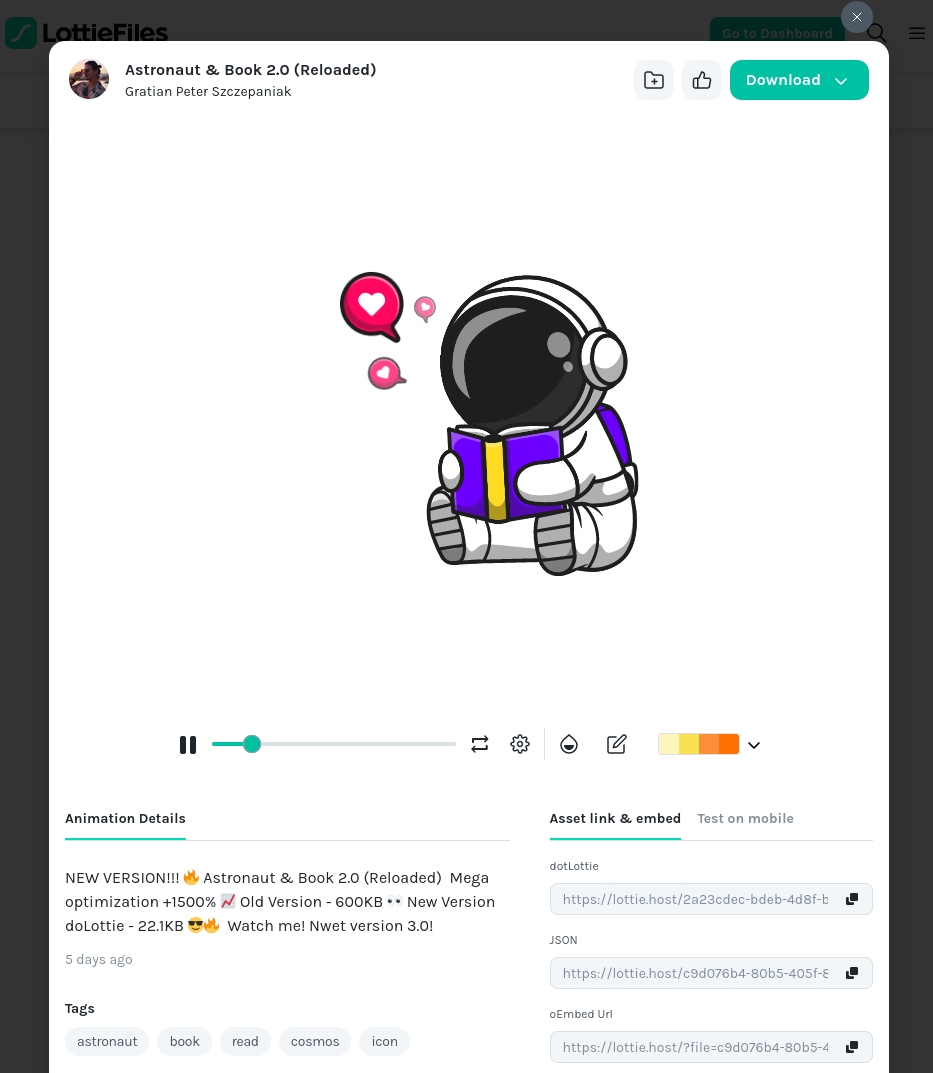 LottieFiles
Go to Dashboard
Astronaut & Book 2.0 (Reloaded)
Gratian Peter Szczepaniak
Download
Animation Details
NEW VERSION!!! 🔥 Astronaut & Book 2.0 (Reloaded) Mega
optimization +1500% 📈 Old Version - 600KB 👀 New Version
doLottie - 22.1KB 😎🔥 Watch me! Nwet version 3.0!
5 days ago
Tags
astronaut book read cosmos icon
Asset link & embed Test on mobile
dotLottie
https://lottie.host/2a23cdec-bdeb-4d8f-b
JSON
https://lottie.host/c9d076b4-80b5-405f-8
oEmbed Url
https://lottie.host/?file=c9d076b4-80b5-4